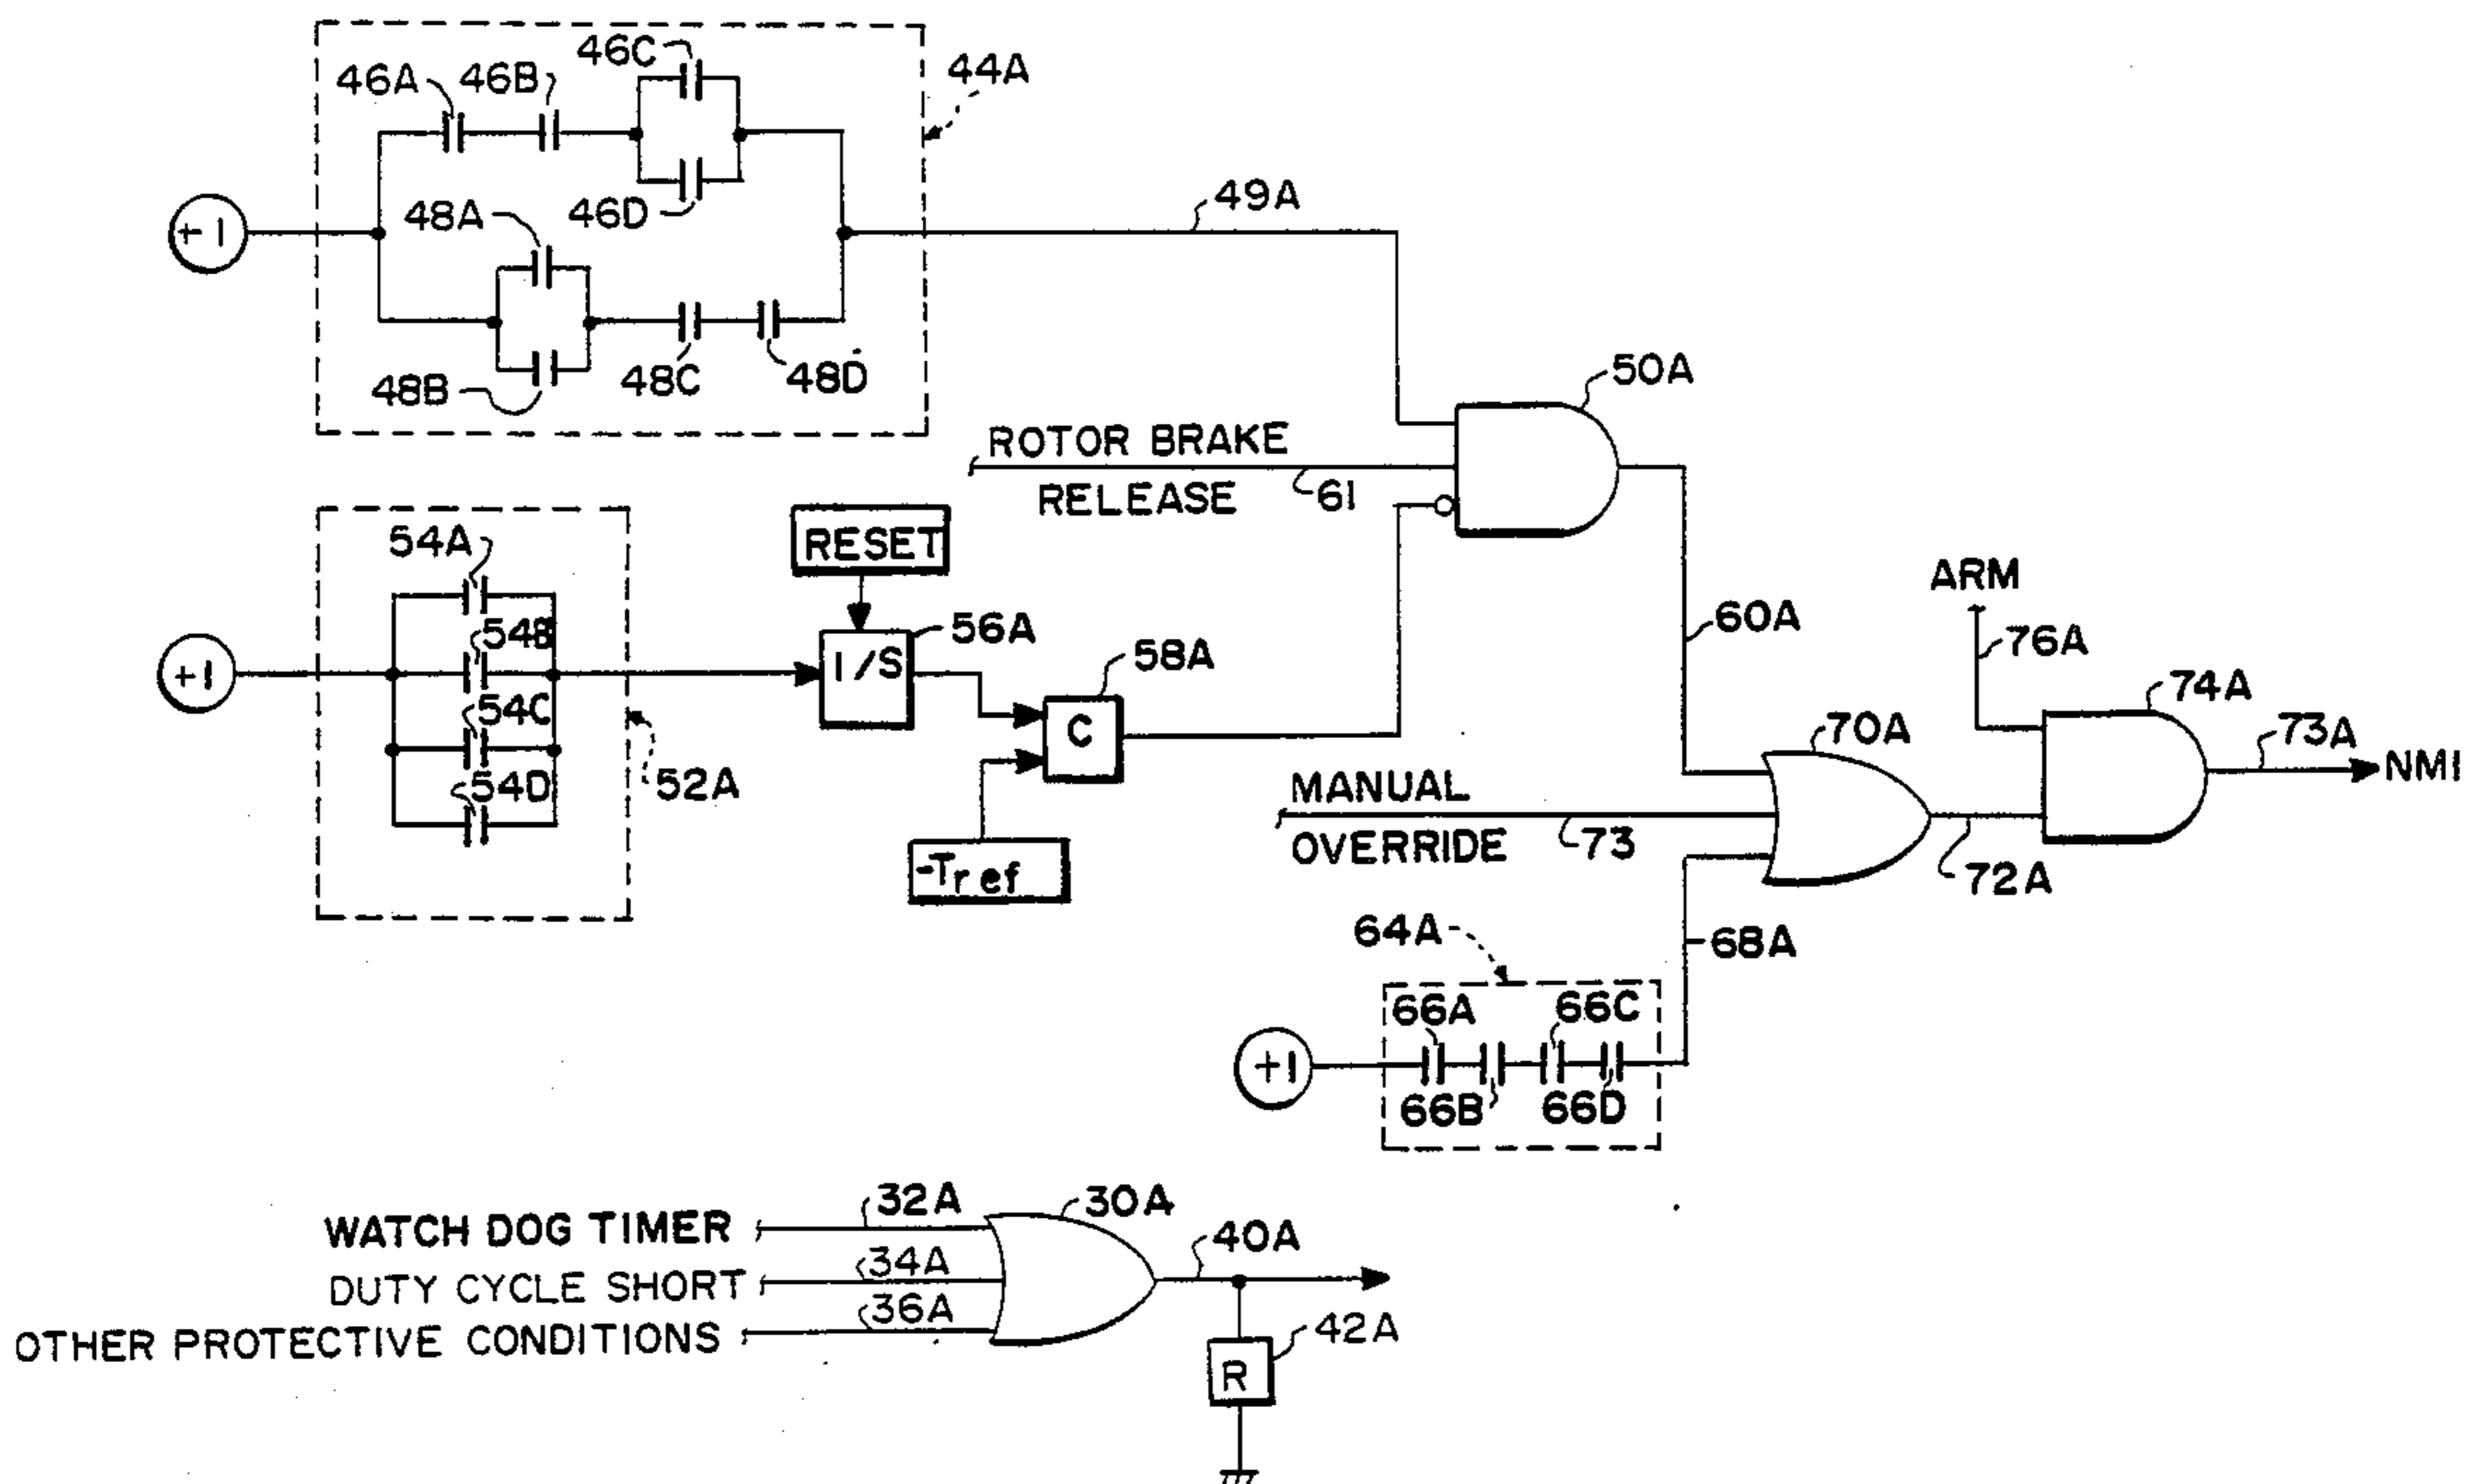 46C
46A 46B
44A
+1
48A
46D
49A
48B
48C
48D
50A
ROTOR BRAKE
RELEASE
61
RESET
54A
54B
54C
54D
52A
+1
1/S
56A
58A
C
-Tref
60A
ARM
76A
74A
70A
73A
NMI
MANUAL
OVERRIDE
73
72A
64A
68A
66A
66C
+1
66B
66D
WATCH DOG TIMER
32A
30A
40A
DUTY CYCLE SHORT
34A
OTHER PROTECTIVE CONDITIONS
36A
42A
R